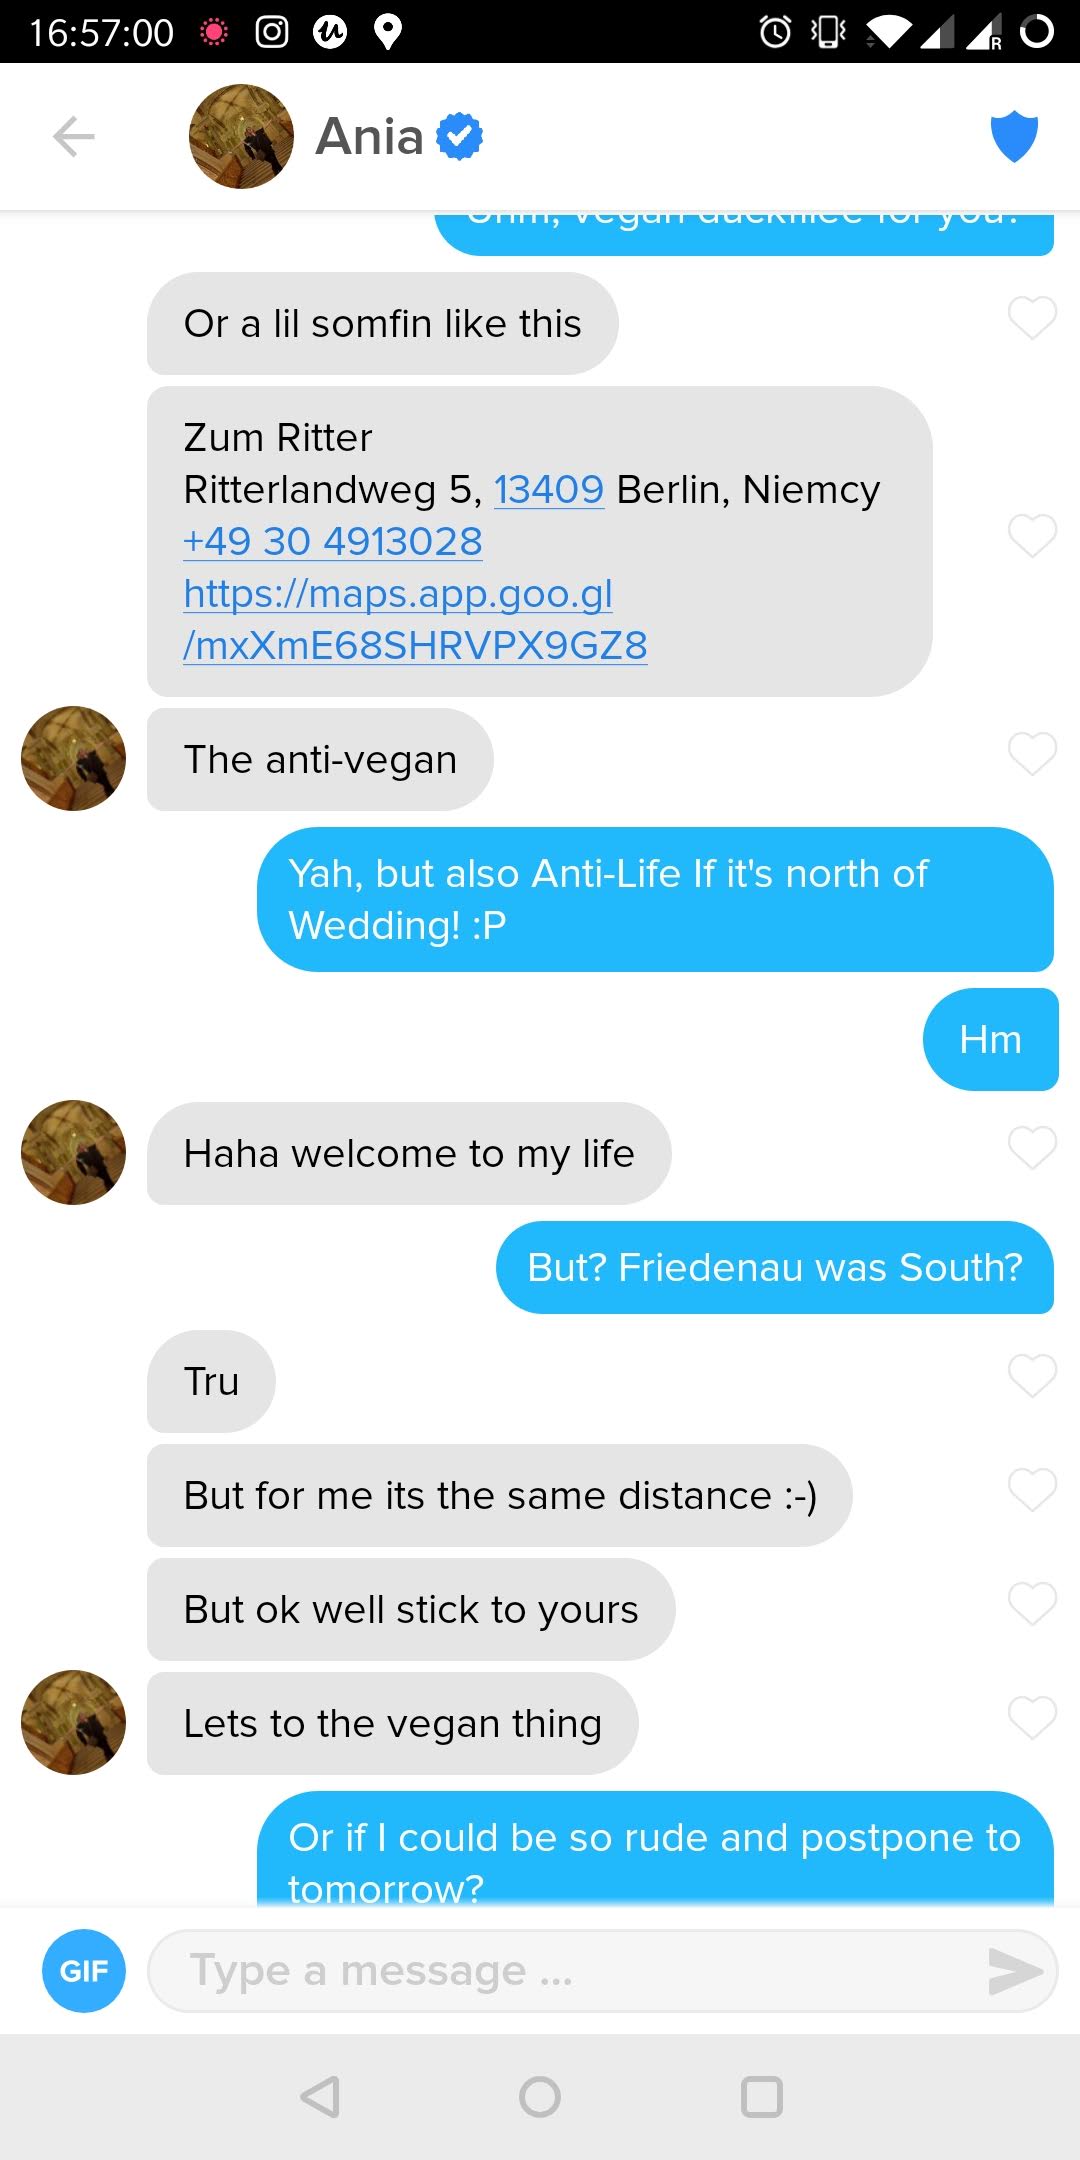 16:57:00
R
Ania
vegan
for you?
Or a lil somfin like this
Zum Ritter
Ritterlandweg 5, 13409 Berlin, Niemcy
+49 30 4913028
https://maps.app.goo.gl
/mxXmE68SHRVPX9GZ8
The anti-vegan
Yah, but also Anti-Life If it's north of
Wedding! :P
Hm
Haha welcome to my life
But? Friedenau was South?
Tru
But for me its the same distance :-)
But ok well stick to yours
Lets to the vegan thing
Or if I could be so rude and postpone to
tomorrow?
GIF
Type a message ...